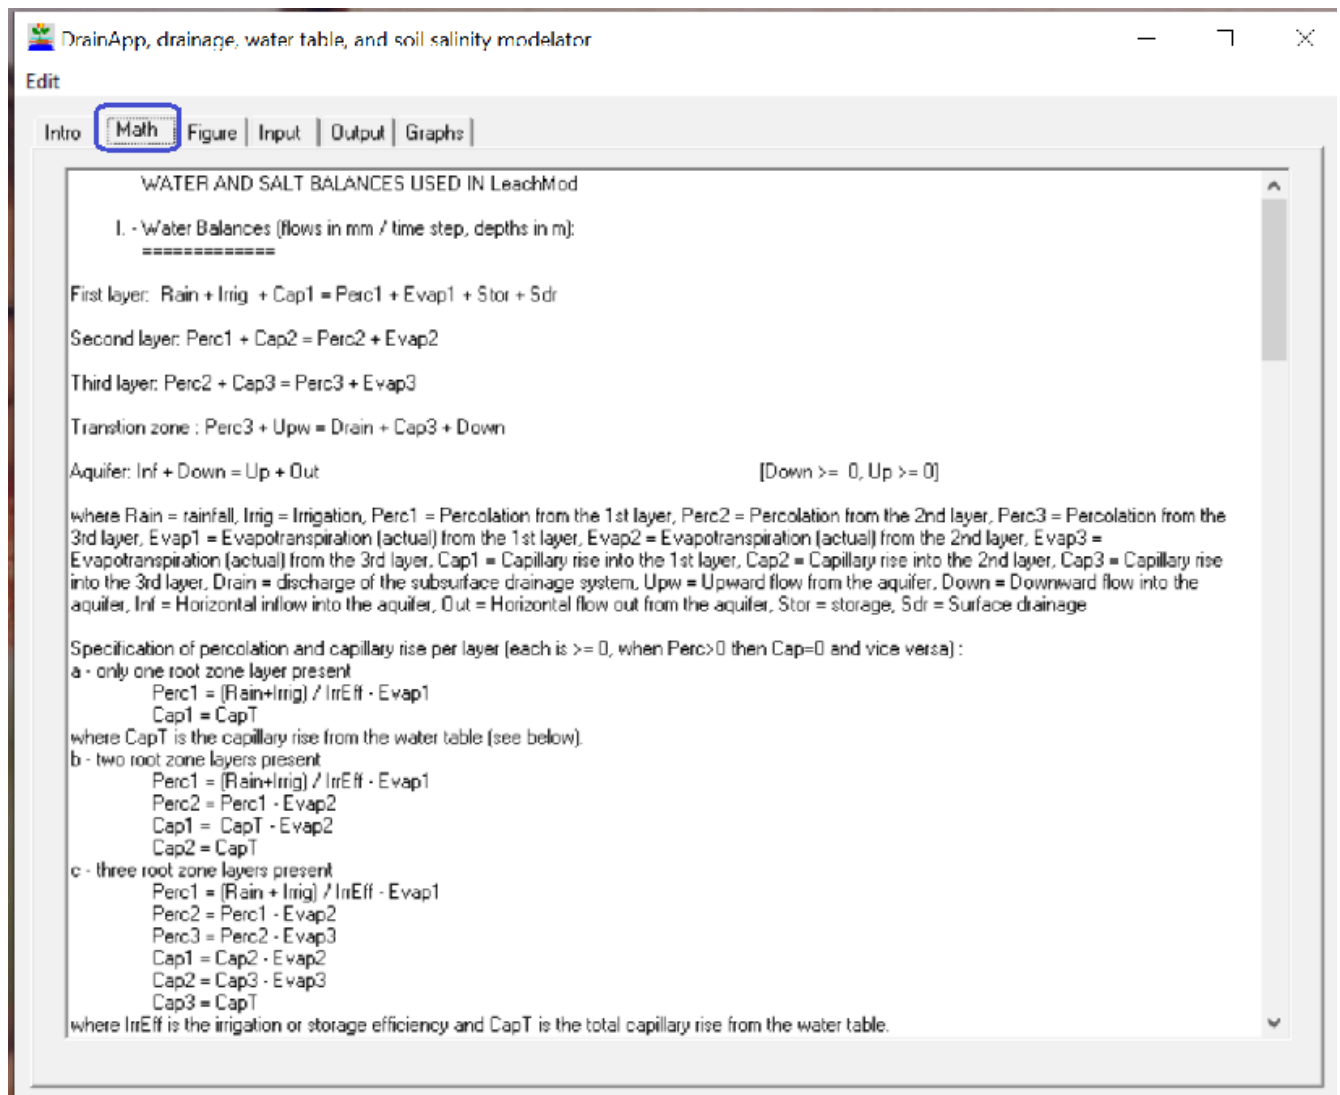 DrainApp, drainage, water table, and soil salinity modelator
Edit
Intro Math Figure Input Output Graphs
WATER AND SALT BALANCES USED IN LeachMod
I. - Water Balances (flows in mm / time step, depths in m):
=============
First layer: Rain + Irrig + Cap1 = Perc1 + Evap1 + Stor + Sdr
Second layer: Perc1 + Cap2 = Perc2 + Evap2
Third layer: Perc2 + Cap3 = Perc3 + Evap3
Transtion zone : Perc3 + Upw = Drain + Cap3 + Down
Aquifer: Inf + Down = Up + Out [Down >= 0, Up >= 0]
where Rain = rainfall, Irrig = Irrigation, Perc1 = Percolation from the 1st layer, Perc2 = Percolation from the 2nd layer, Perc3 = Percolation from the
3rd layer, Evap1 = Evapotranspiration (actual) from the 1st layer, Evap2 = Evapotranspiration (actual) from the 2nd layer, Evap3 =
Evapotranspiration (actual) from the 3rd layer, Cap1 = Capillary rise into the 1st layer, Cap2 = Capillary rise into the 2nd layer, Cap3 = Capillary rise
into the 3rd layer, Drain = discharge of the subsurface drainage system, Upw = Upward flow from the aquifer, Down = Downward flow into the
aquifer, Inf = Horizontal inflow into the aquifer, Out = Horizontal flow out from the aquifer, Stor = storage, Sdr = Surface drainage
Specification of percolation and capillary rise per layer (each is >= 0, when Perc>0 then Cap=0 and vice versa) :
a - only one root zone layer present
Perc1 = (Rain+Irrig) / IrrEff - Evap1
Cap1 = CapT
where CapT is the capillary rise from the water table (see below).
b - two root zone layers present
Perc1 = (Rain+Irrig) / IrrEff - Evap1
Perc2 = Perc1 - Evap2
Cap1 = CapT - Evap2
Cap2 = CapT
c - three root zone layers present
Perc1 = (Rain + Irrig) / IrrEff - Evap1
Perc2 = Perc1 - Evap2
Perc3 = Perc2 - Evap3
Cap1 = Cap2 - Evap2
Cap2 = Cap3 - Evap3
Cap3 = CapT
where IrrEff is the irrigation or storage efficiency and CapT is the total capillary rise from the water table.